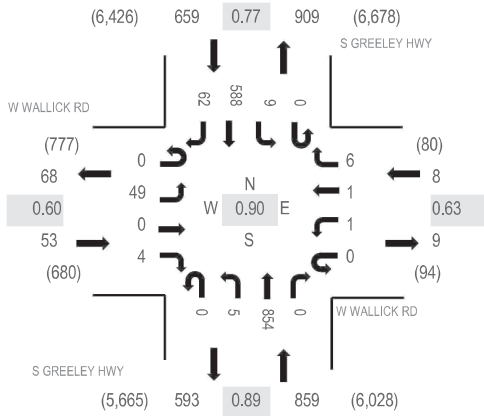 (6,426) 659 0.77 909 (6,678)
S GREELEY HWY
62 588 9 0
W WALLICK RD
(777) 0 6 (80)
68 49 N 1 8
0.60 W 0.90 E 0.63
53 0 S 1 9
(680) 4 0 (94)
0 5 854 0
W WALLICK RD
S GREELEY HWY
(5,665) 593 0.89 859 (6,028)